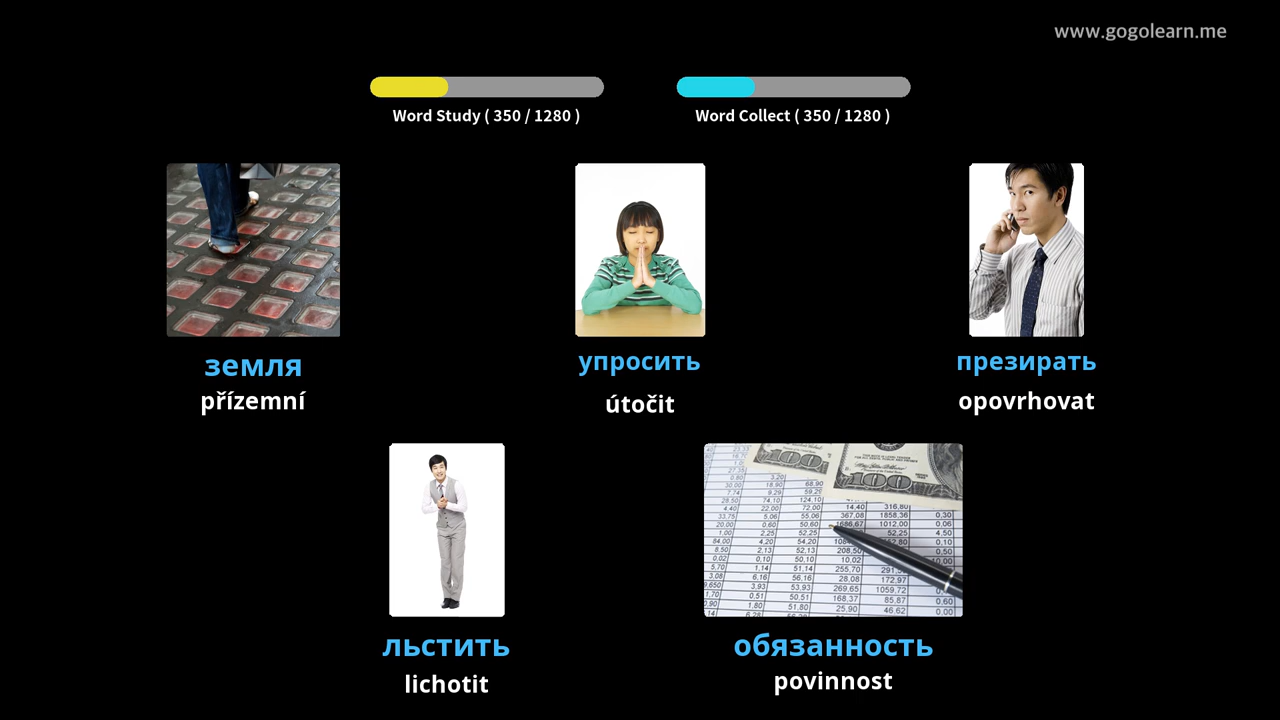 www.gogolearn.me
Word Study ( 350 / 1280 )
Word Collect ( 350 / 1280 )
земля
přízemní
упросить
útočit
презирать
opovrhovat
льстить
lichotit
обязанность
povinnost